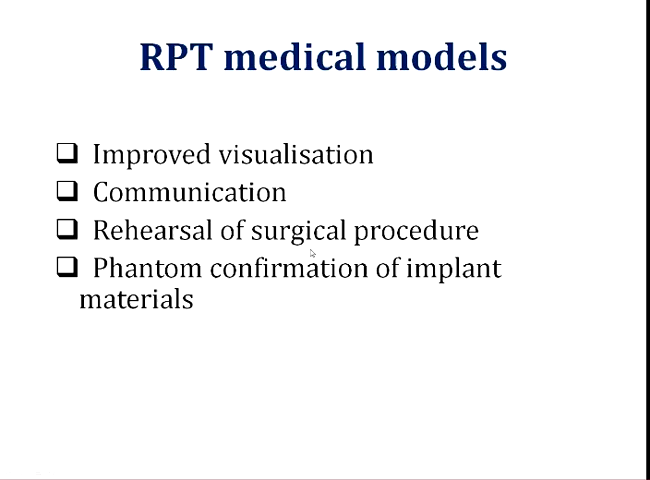 RPT medical models
❑ Improved visualisation
❑ Communication
❑ Rehearsal of surgical procedure
❑ Phantom confirmation of implant
materials